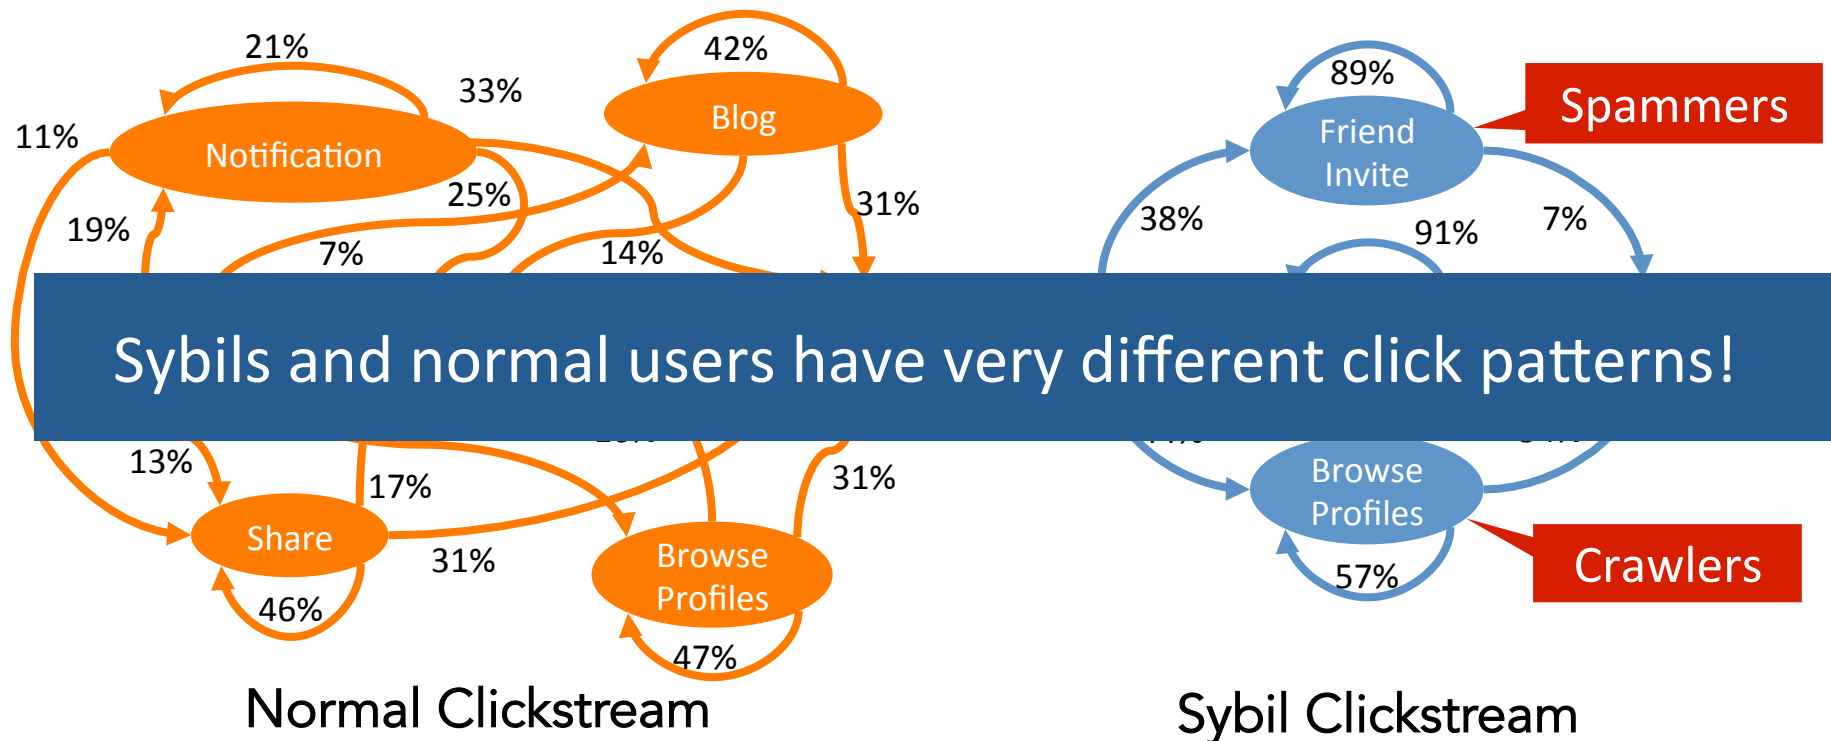 21%
42%
89%
33%
Spammers
Blog
11%
Notification
Friend
Invite
25%
31%
19%
38%
91%
7%
7%
14%
Sybils and normal users have very different click patterns!
13%
17%
31%
Browse
Profiles
Share
31%
Browse
Profiles
Crawlers
57%
46%
47%
Normal Clickstream
Sybil Clickstream